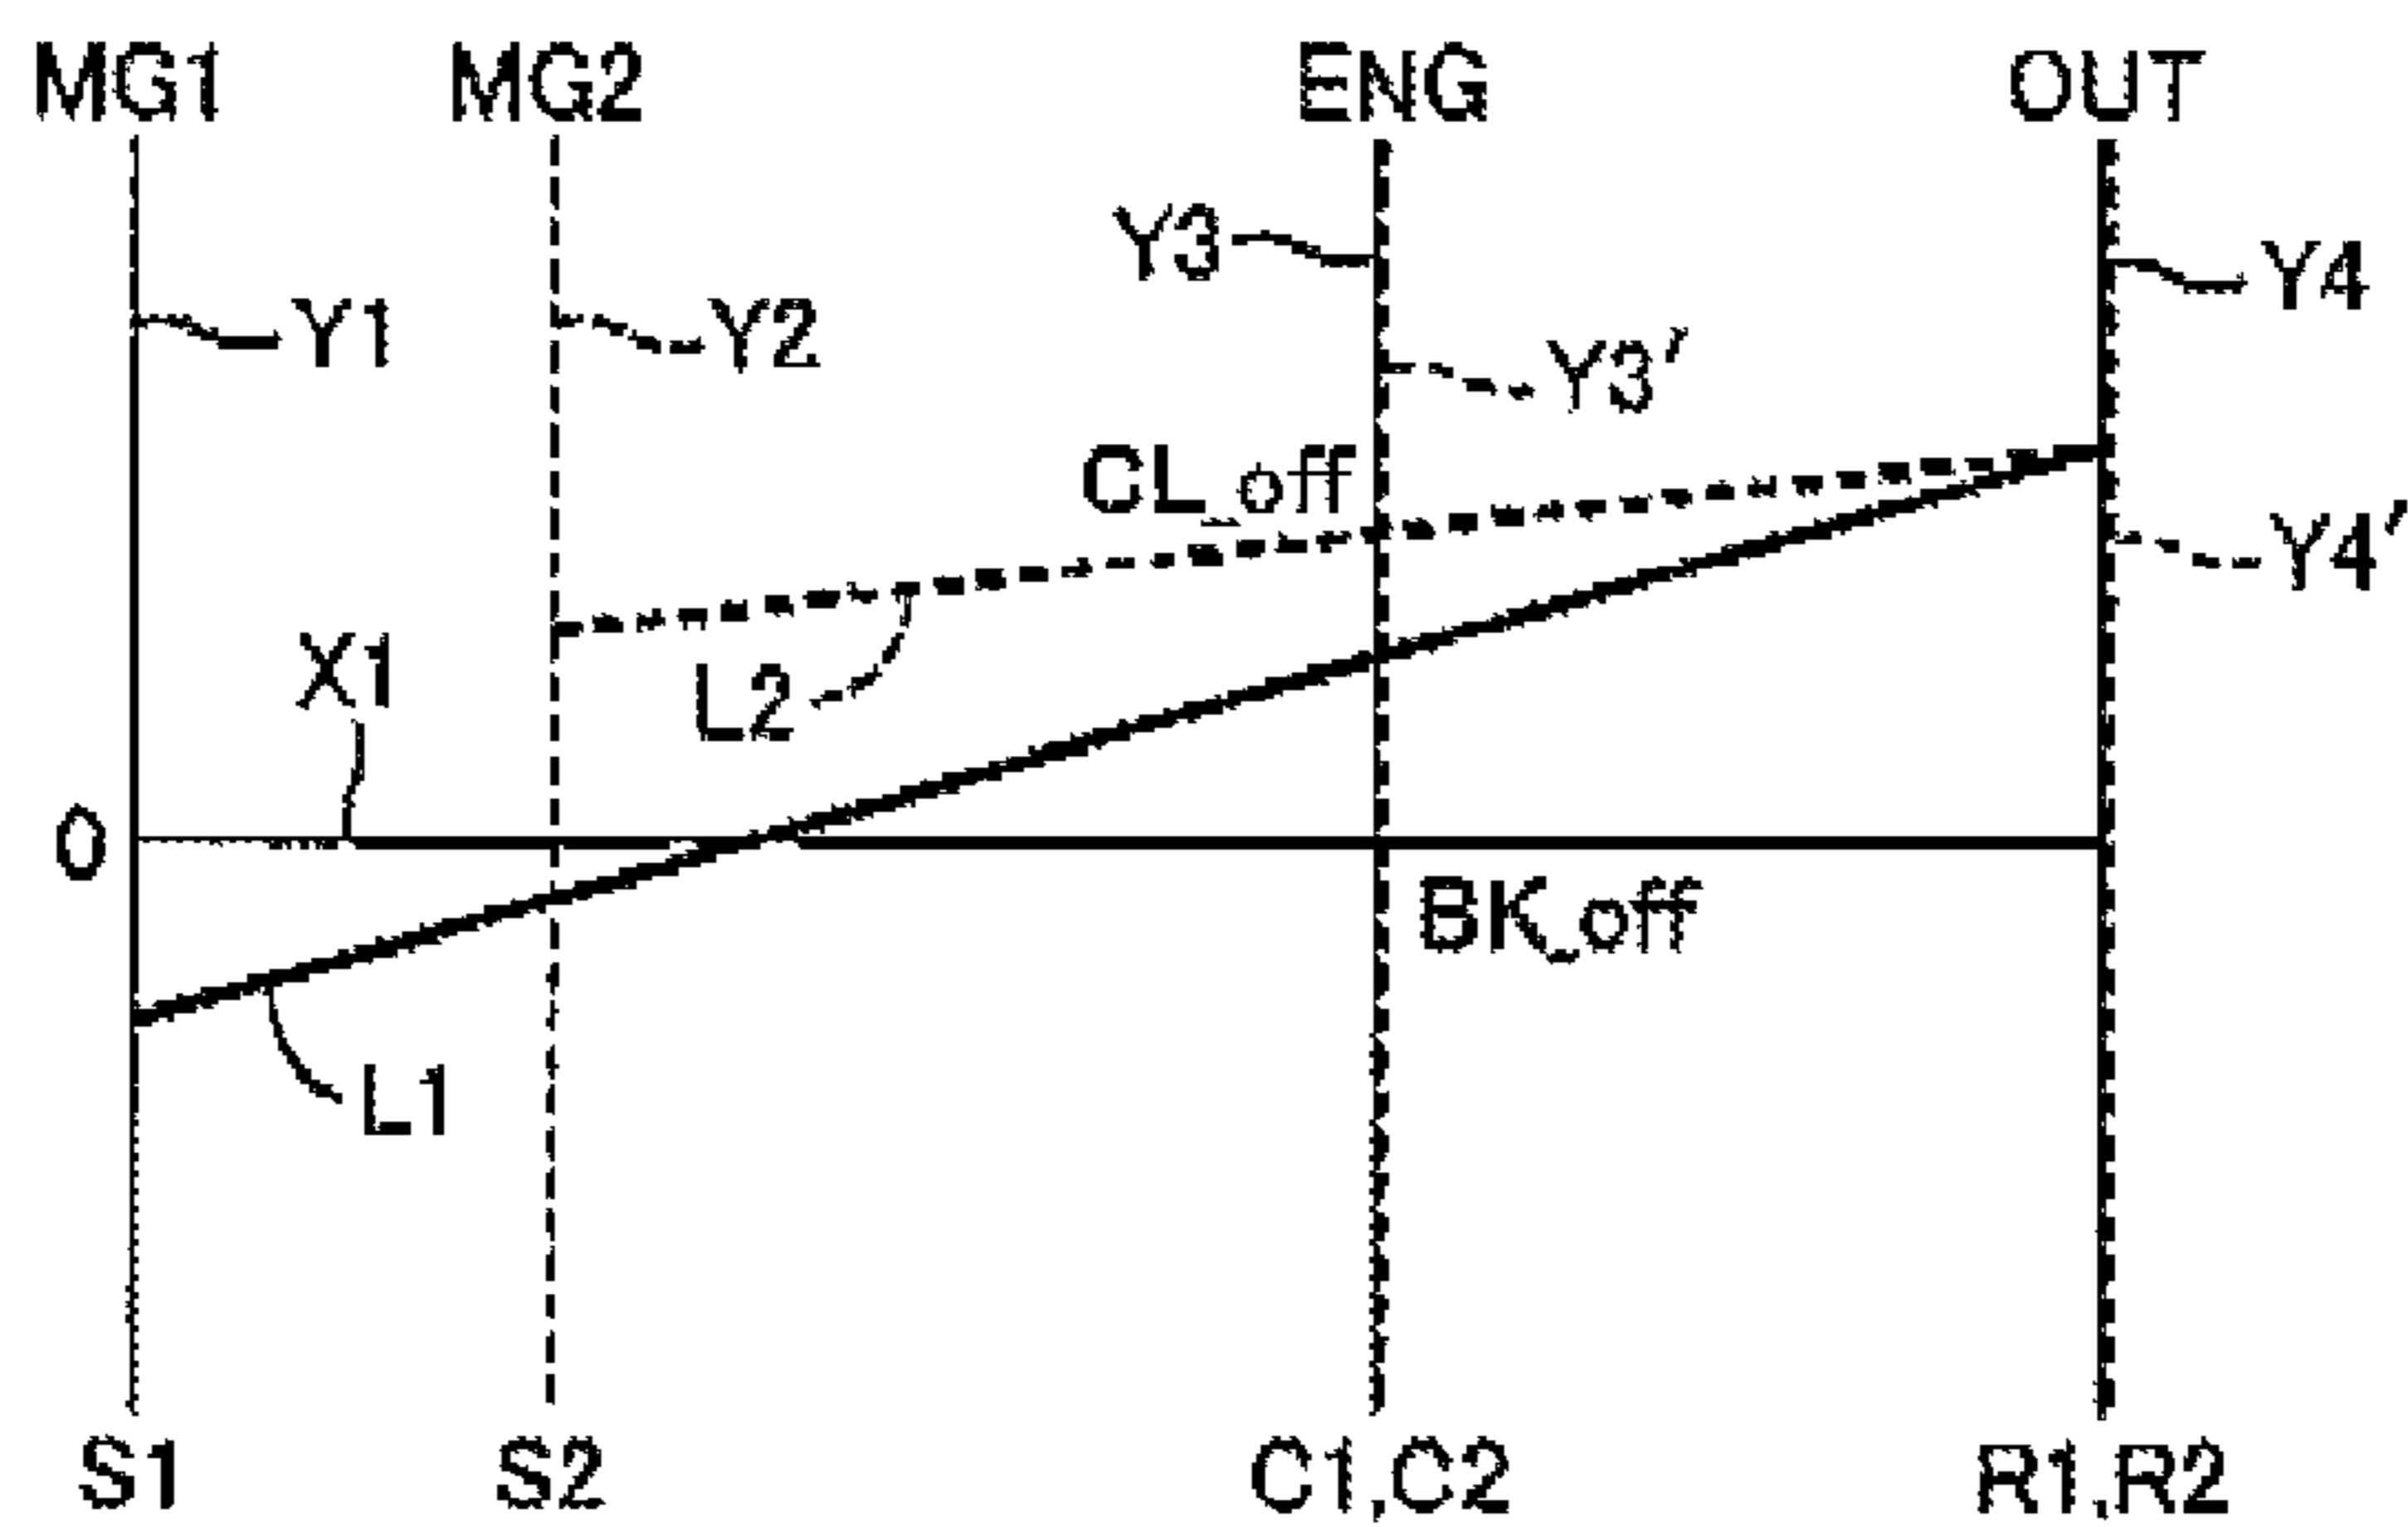 MG1 MG2 ENG OUT
Y3 Y4
Y1 Y2 Y3′
CL_off
Y4′
X1 L2
0
BK_off
L1
S1 S2 C1,C2 R1,R2